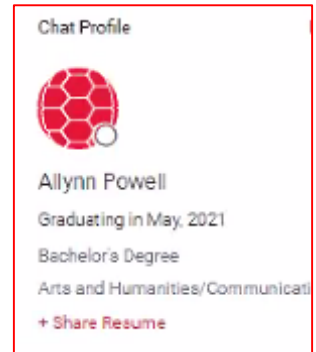 Chat Profile
Allynn Powell
Graduating in May, 2021
Bachelor's Degree
Arts and Humanities/Communicati
+ Share Resume